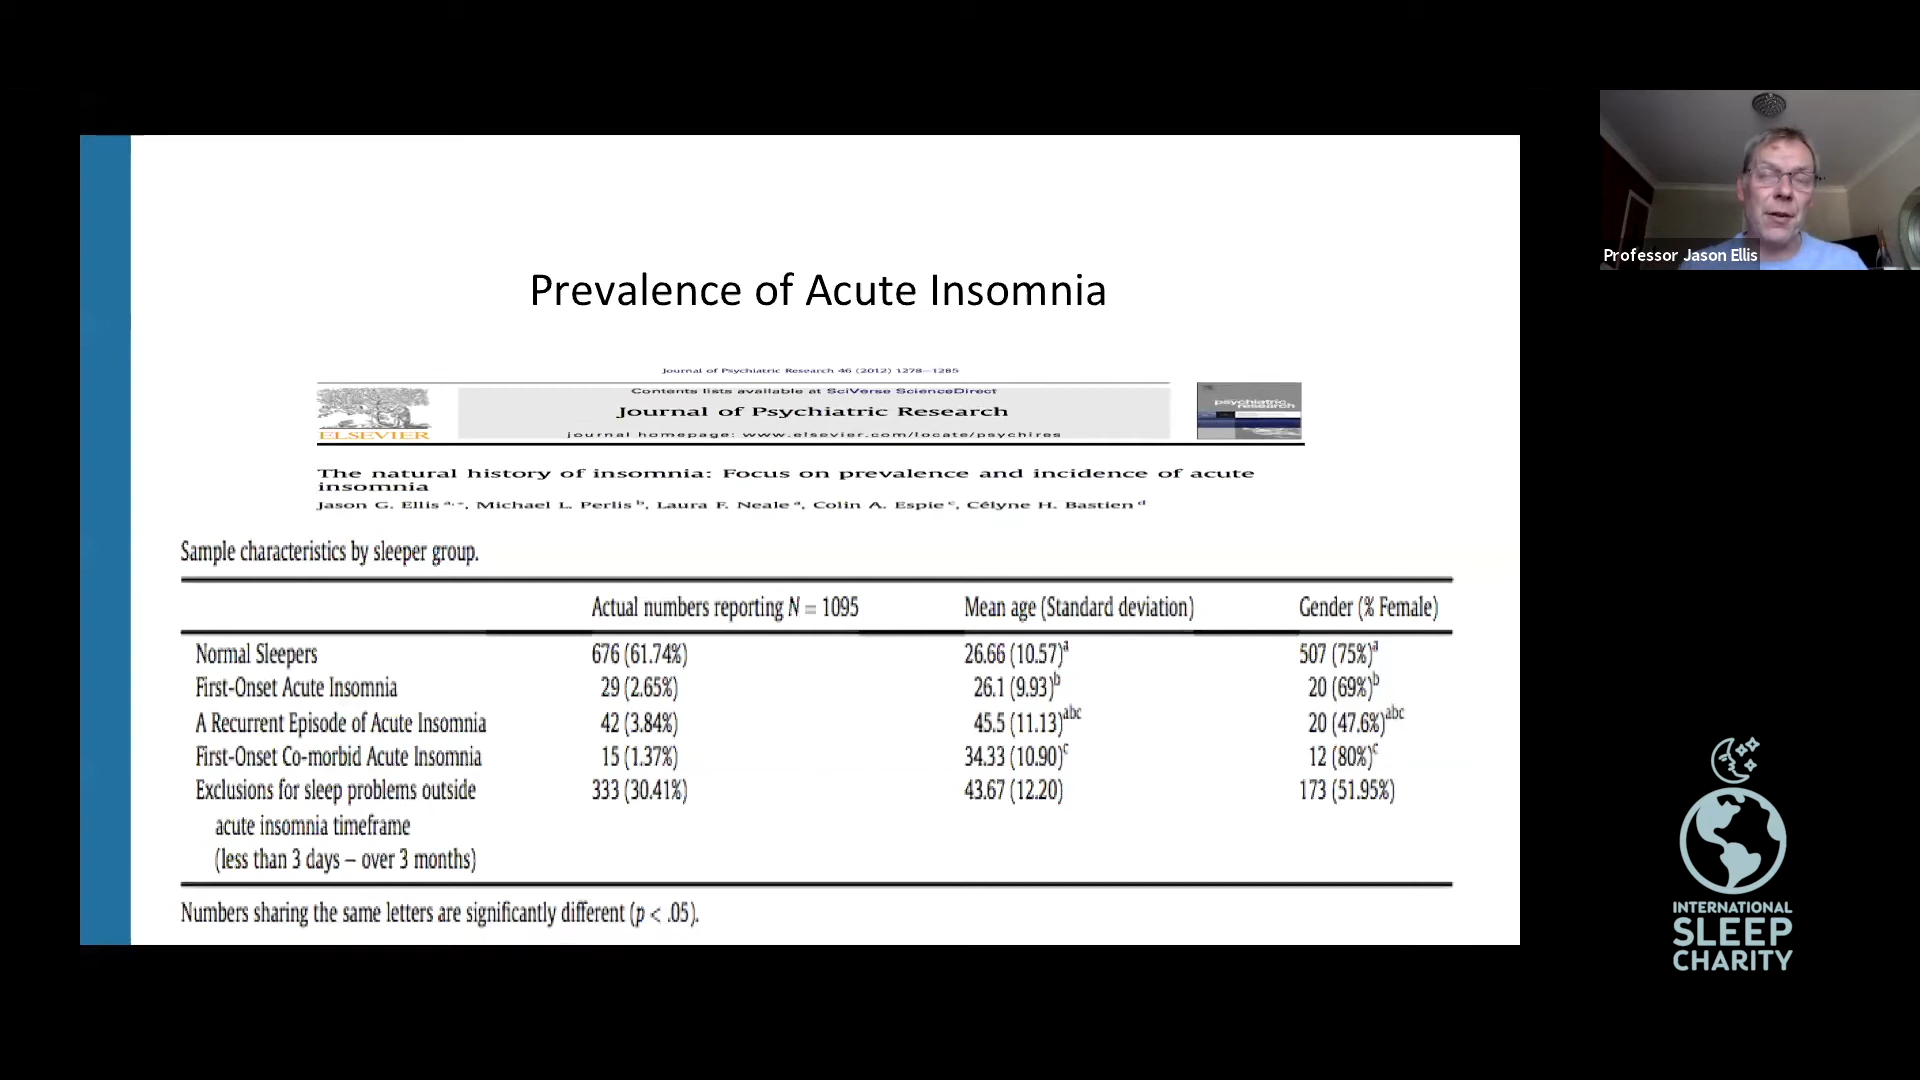 Prevalence of Acute Insomnia
Journal of Psychiatric Research 46 (2012) 1278–1285
Contents lists available at SciVerse ScienceDirect
Journal of Psychiatric Research
journal homepage: www.elsevier.com/locate/psychires
ELSEVIER
psychiatric
research
The natural history of insomnia: Focus on prevalence and incidence of acute
insomnia
Jason G. Ellis a,*, Michael L. Perlis b, Laura F. Neale a, Colin A. Espie c, Célyne H. Bastien d
Sample characteristics by sleeper group.
Actual numbers reporting N = 1095 Mean age (Standard deviation) Gender (% Female)
Normal Sleepers 676 (61.74%) 26.66 (10.57)a 507 (75%)a
First-Onset Acute Insomnia 29 (2.65%) 26.1 (9.93)b 20 (69%)b
A Recurrent Episode of Acute Insomnia 42 (3.84%) 45.5 (11.13)abc 20 (47.6%)abc
First-Onset Co-morbid Acute Insomnia 15 (1.37%) 34.33 (10.90)c 12 (80%)c
Exclusions for sleep problems outside 333 (30.41%) 43.67 (12.20) 173 (51.95%)
acute insomnia timeframe
(less than 3 days – over 3 months)
Numbers sharing the same letters are significantly different (p < .05).
Professor Jason Ellis
INTERNATIONAL
SLEEP
CHARITY